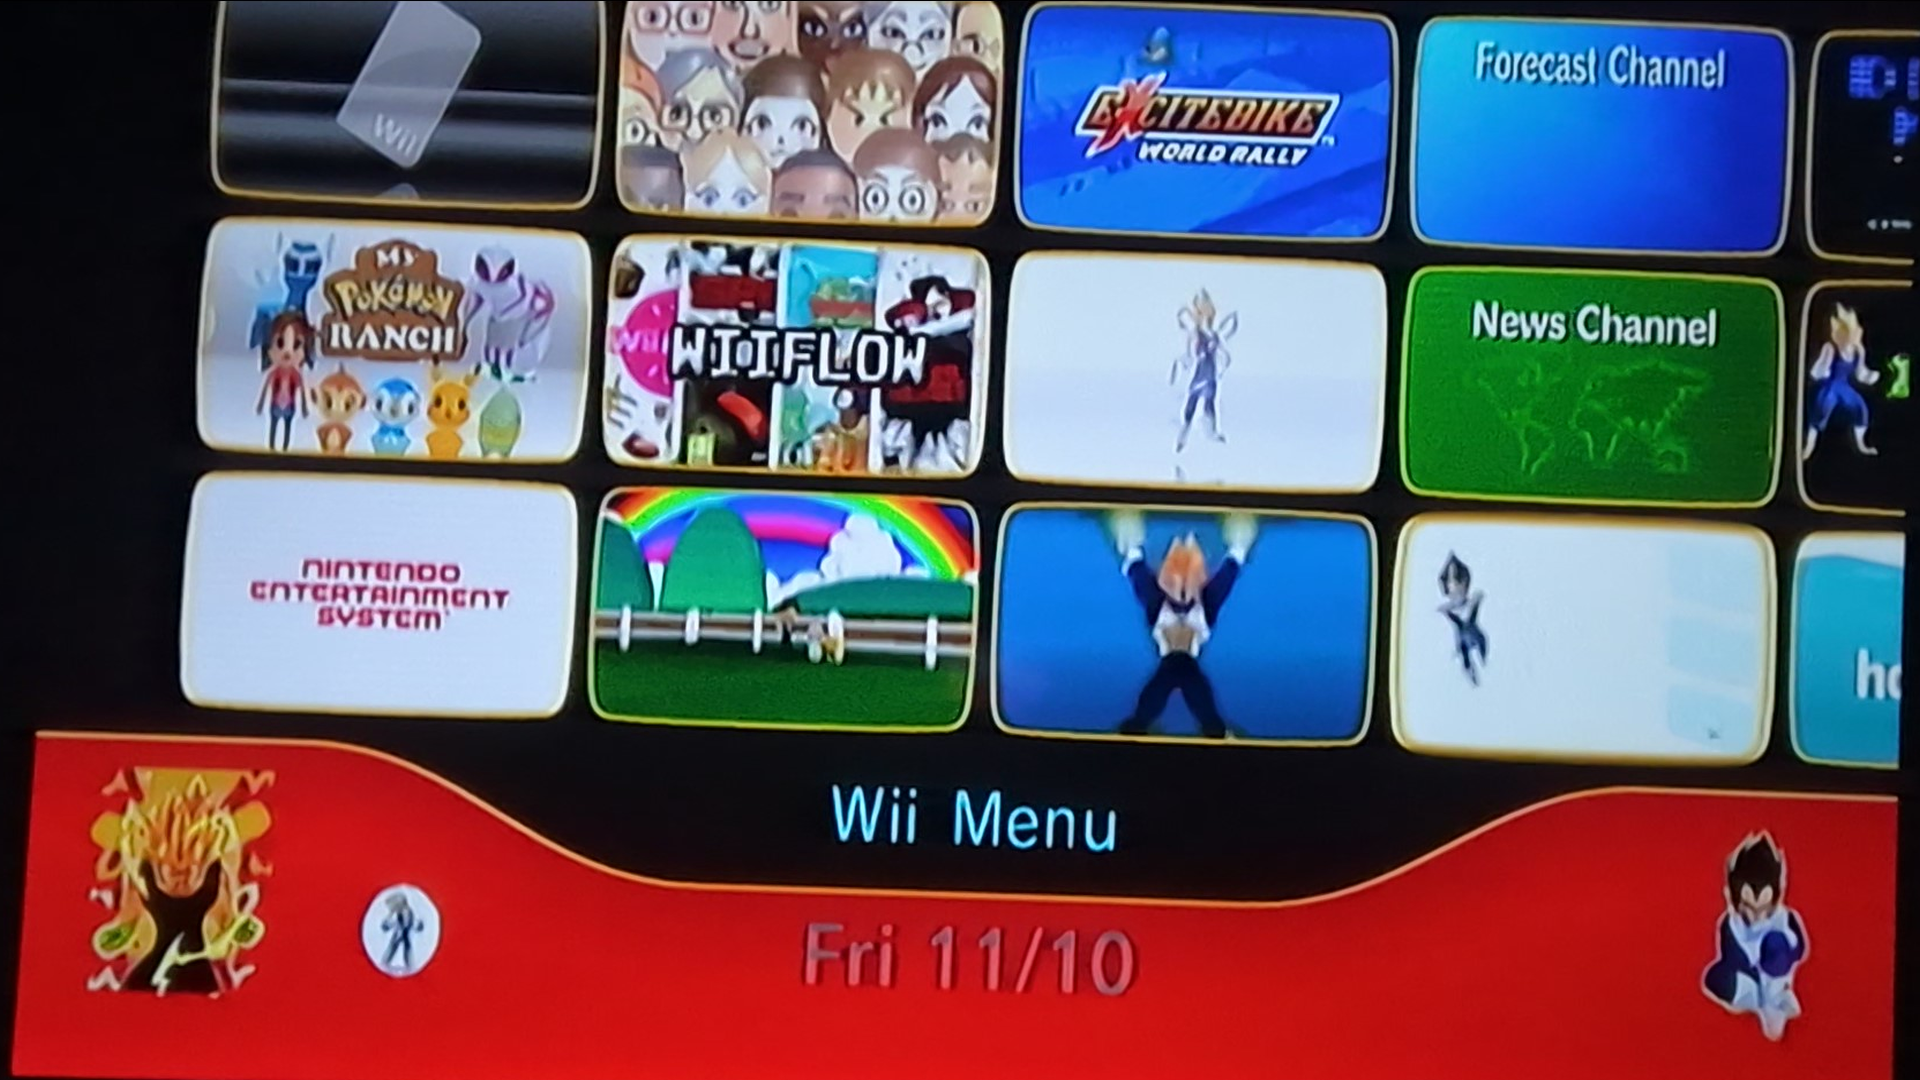 Wii
EXCITEBIKE
WORLD RALLY
Forecast Channel
MY
POKéMON
RANCH
WIIFLOW
News Channel
NINTENDO
ENTERTAINMENT
SYSTEM
Wii Menu
Fri 11/10